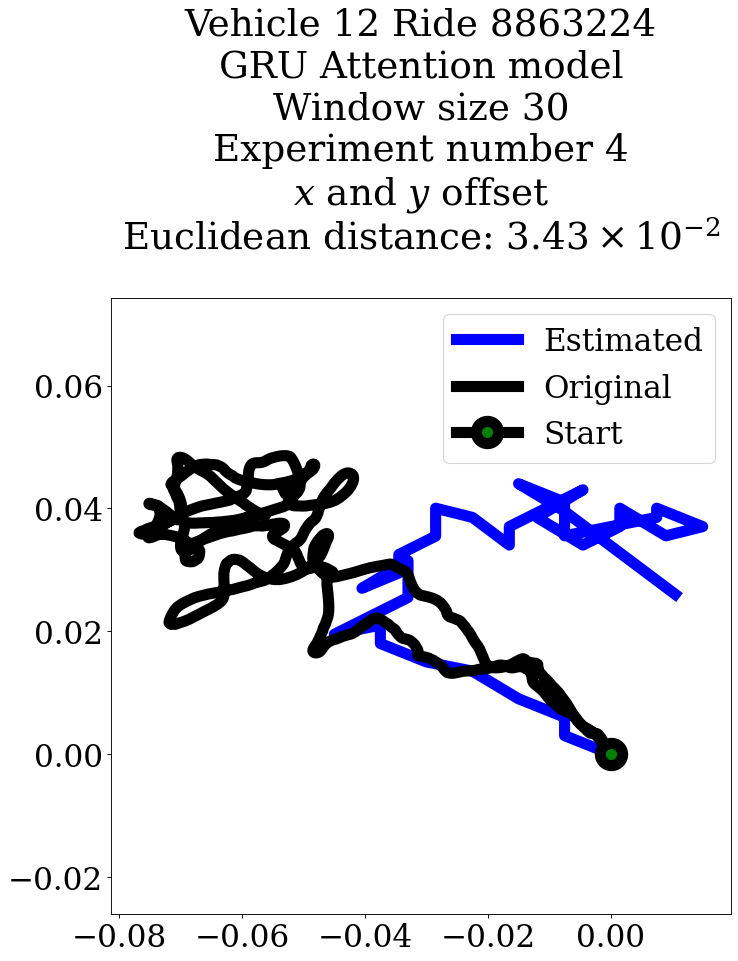 Vehicle 12 Ride 8863224
GRU Attention model
Window size 30
Experiment number 4
x and y offset
Euclidean distance: 3.43 × 10⁻²
Estimated
Original
Start
0.06
0.04
0.02
0.00
−0.02
−0.08 −0.06 −0.04 −0.02 0.00